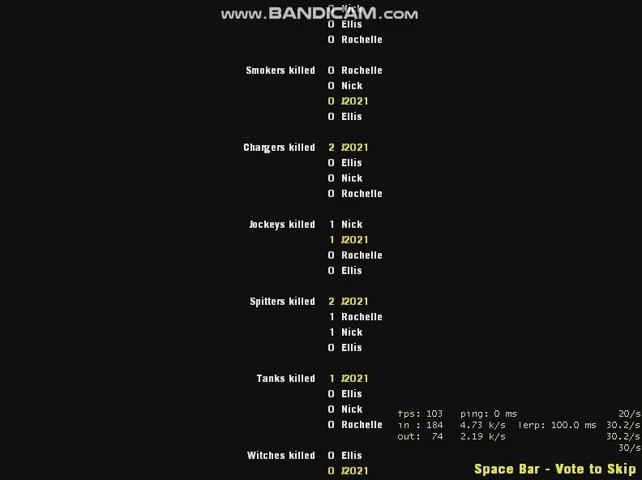 0 Nick
www.BANDICAM.com
0 Ellis
0 Rochelle
Smokers killed 0 Rochelle
0 Nick
0 J2021
0 Ellis
Chargers killed 2 J2021
0 Ellis
0 Nick
0 Rochelle
Jockeys killed 1 Nick
1 J2021
0 Rochelle
0 Ellis
Spitters killed 2 J2021
1 Rochelle
1 Nick
0 Ellis
Tanks killed 1 J2021
0 Ellis
0 Nick
0 Rochelle
fps: 103 ping: 0 ms 20/s
in : 184 4.73 k/s lerp: 100.0 ms 30.2/s
out: 74 2.19 k/s 30.2/s
30/s
Witches killed 0 Ellis
0 J2021
Space Bar - Vote to Skip